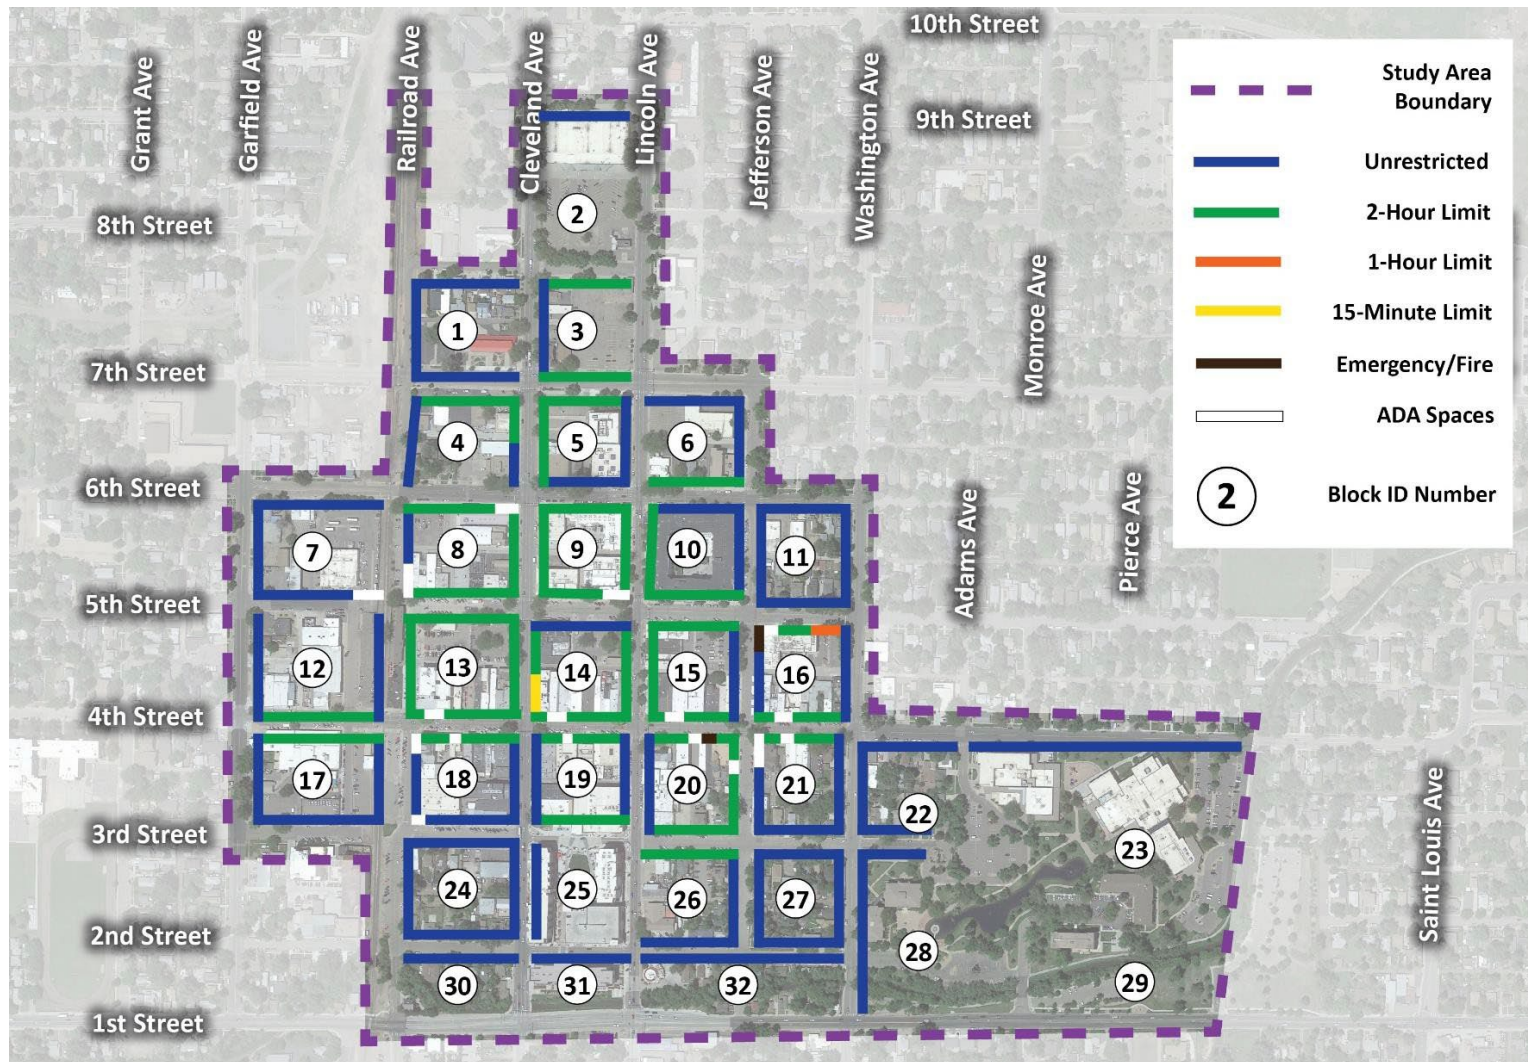 10th Street
9th Street
8th Street
7th Street
6th Street
5th Street
4th Street
3rd Street
2nd Street
1st Street
Grant Ave
Garfield Ave
Railroad Ave
Cleveland Ave
Lincoln Ave
Jefferson Ave
Washington Ave
Monroe Ave
Adams Ave
Pierce Ave
Saint Louis Ave
Study Area
Boundary
Unrestricted
2-Hour Limit
1-Hour Limit
15-Minute Limit
Emergency/Fire
ADA Spaces
2
Block ID Number
2
1
3
4
5
6
7
8
9
10
11
12
13
14
15
16
17
18
19
20
21
22
23
24
25
26
27
28
29
30
31
32